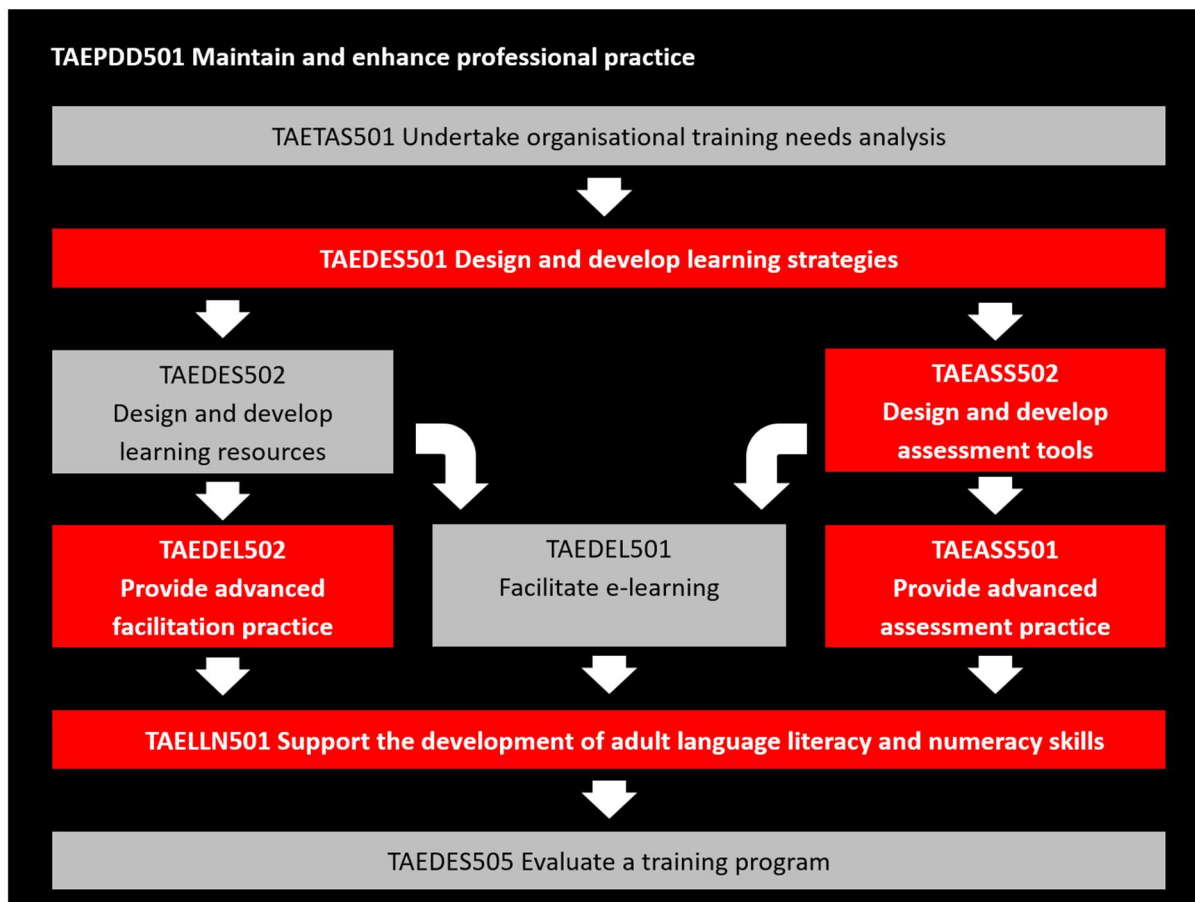 TAEPDD501 Maintain and enhance professional practice
TAETAS501 Undertake organisational training needs analysis
TAEDES501 Design and develop learning strategies
TAEDES502
Design and develop
learning resources
TAEASS502
Design and develop
assessment tools
TAEDEL502
Provide advanced
facilitation practice
TAEDEL501
Facilitate e-learning
TAEASS501
Provide advanced
assessment practice
TAELLN501 Support the development of adult language literacy and numeracy skills
TAEDES505 Evaluate a training program